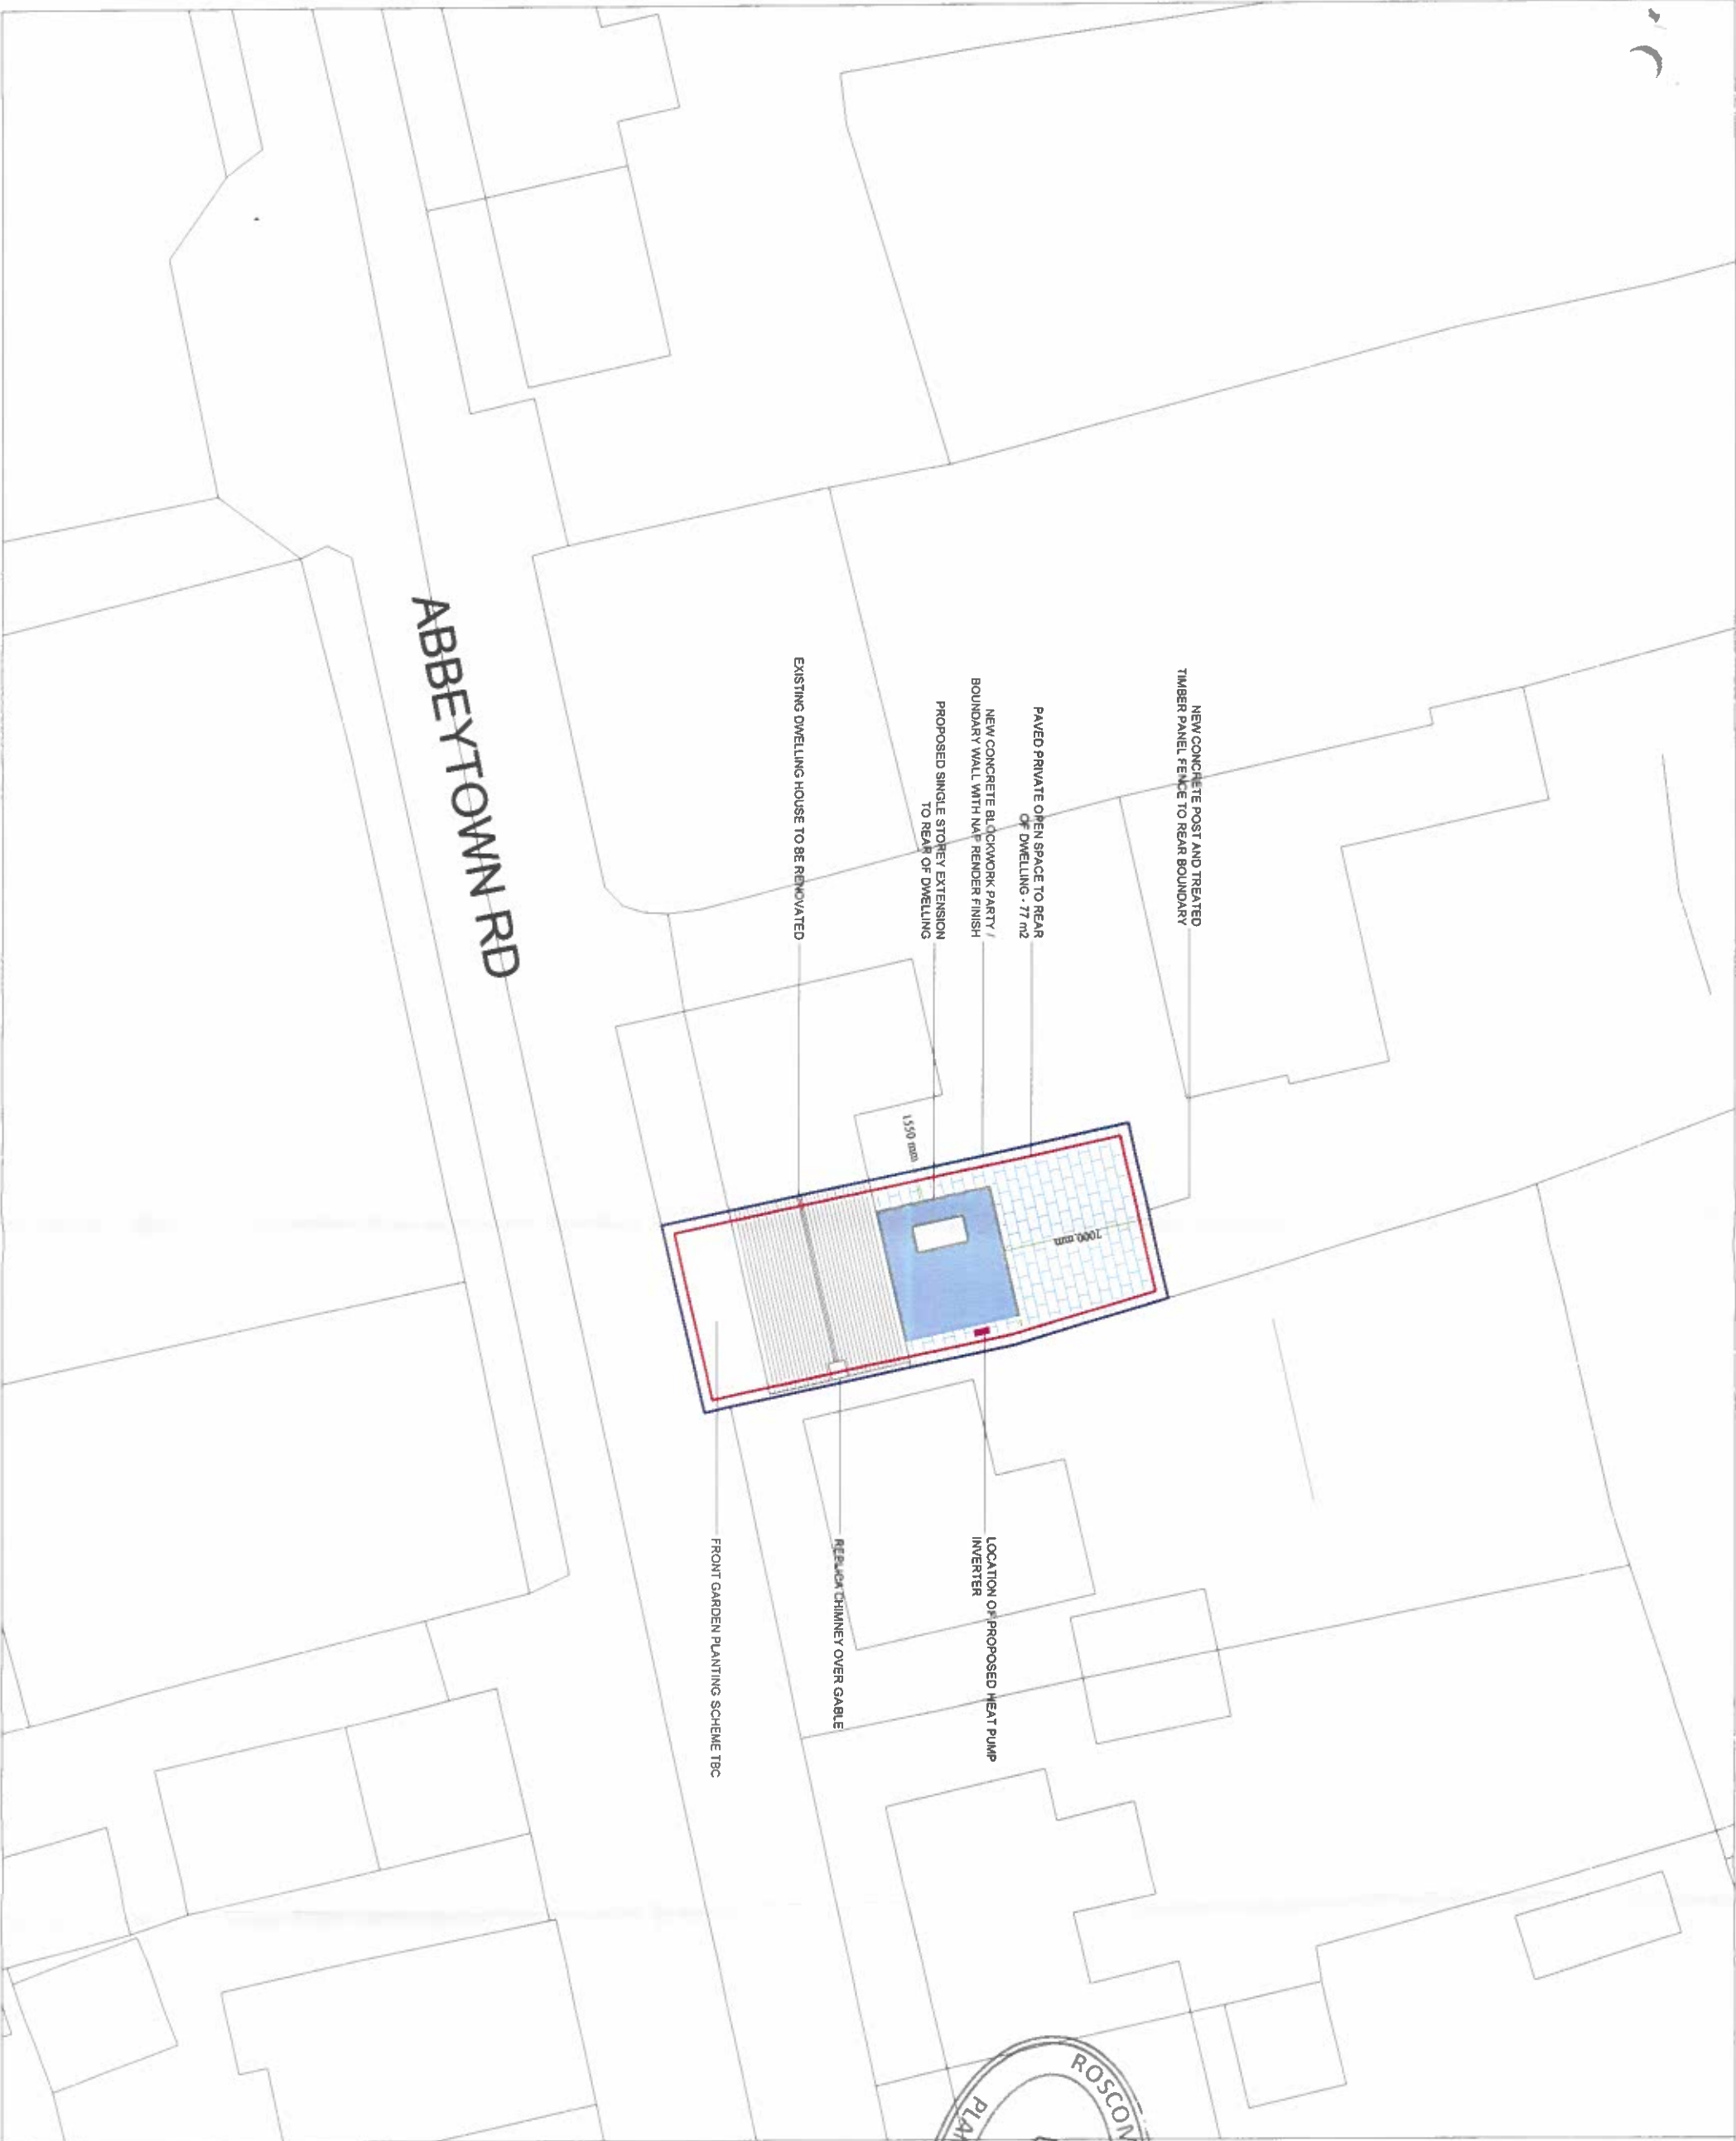 NEW CONCRETE POST AND TREATED
TIMBER PANEL FENCE TO REAR BOUNDARY
PAVED PRIVATE OPEN SPACE TO REAR
OF DWELLING - 77 m2
NEW CONCRETE BLOCKWORK PARTY /
BOUNDARY WALL WITH NAP RENDER FINISH
PROPOSED SINGLE STOREY EXTENSION
TO REAR OF DWELLING
EXISTING DWELLING HOUSE TO BE RENOVATED
ABBEYTOWN RD
1550 mm
7000 mm
LOCATION OF PROPOSED HEAT PUMP
INVERTER
REPLICA CHIMNEY OVER GABLE
FRONT GARDEN PLANTING SCHEME TBC
ROSCOM
PLAN